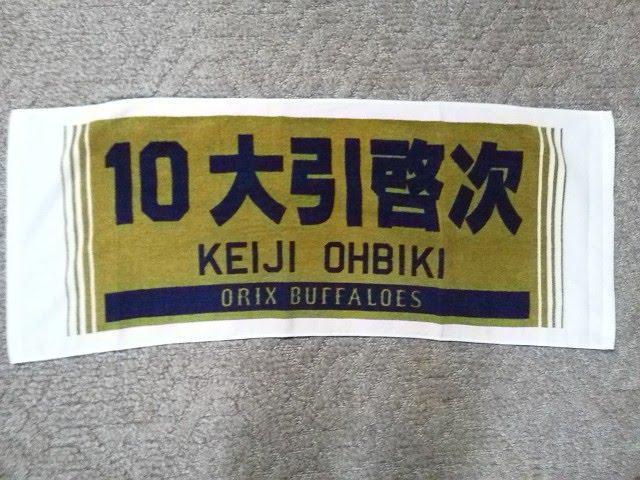 10 大引啓次
KEIJI OHBIKI
ORIX BUFFALOES